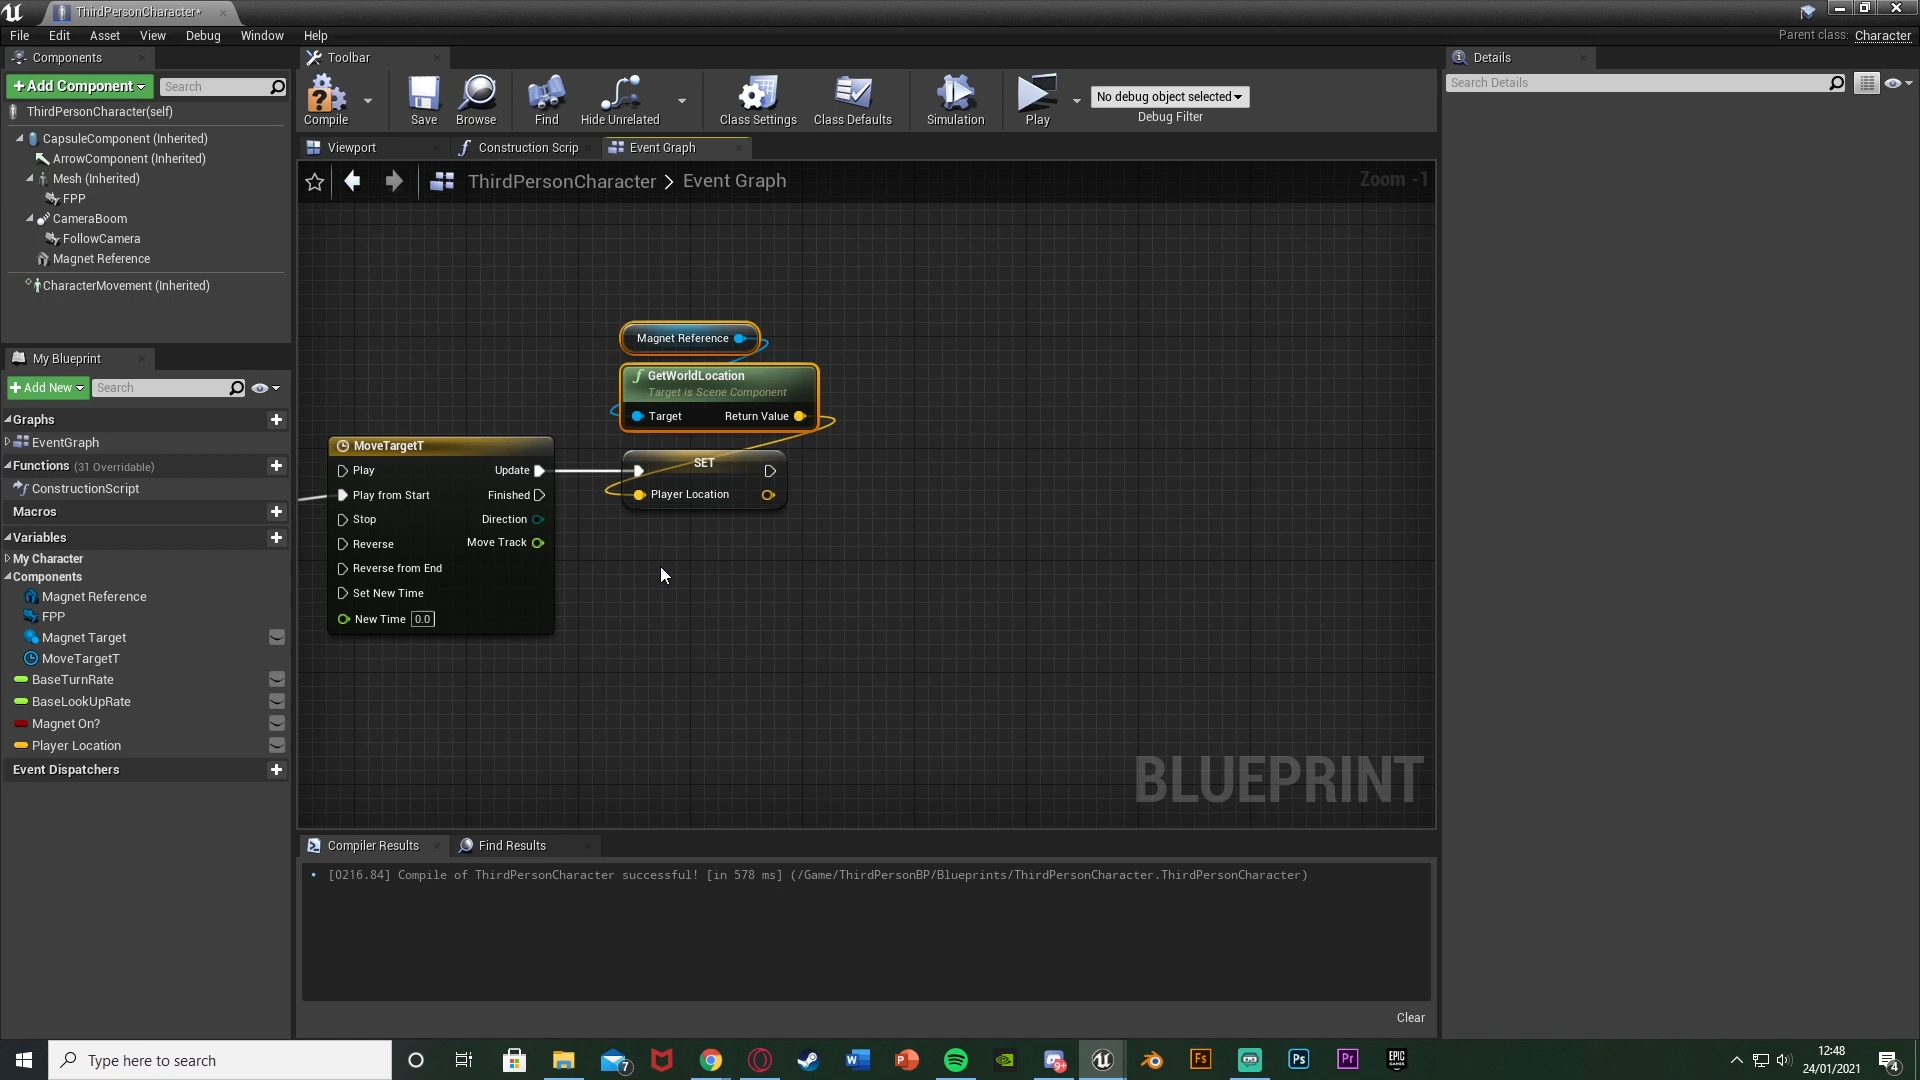 ThirdPersonCharacter*
File Edit Asset View Debug Window Help
Parent class: Character
Components
+Add Component
Search
ThirdPersonCharacter(self)
CapsuleComponent (Inherited)
ArrowComponent (Inherited)
Mesh (Inherited)
FPP
CameraBoom
FollowCamera
Magnet Reference
CharacterMovement (Inherited)
My Blueprint
+Add New
Search
Graphs
EventGraph
Functions (31 Overridable)
ConstructionScript
Macros
Variables
My Character
Components
Magnet Reference
FPP
Magnet Target
MoveTargetT
BaseTurnRate
BaseLookUpRate
Magnet On?
Player Location
Event Dispatchers
Toolbar
Compile
Save
Browse
Find
Hide Unrelated
Class Settings
Class Defaults
Simulation
Play
No debug object selected
Debug Filter
Viewport
Construction Scrip
Event Graph
ThirdPersonCharacter > Event Graph
Zoom -1
Magnet Reference
GetWorldLocation
Target is Scene Component
Target Return Value
MoveTargetT
Play Update
Play from Start Finished
Stop Direction
Reverse Move Track
Reverse from End
Set New Time
New Time 0.0
SET
Player Location
BLUEPRINT
Compiler Results
Find Results
[0216.84] Compile of ThirdPersonCharacter successful! [in 578 ms] (/Game/ThirdPersonBP/Blueprints/ThirdPersonCharacter.ThirdPersonCharacter)
Clear
Details
Search Details
Type here to search
7
W
P
9+
Fs
Ps
Pr
EPIC
GAMES
12:48
24/01/2021
4